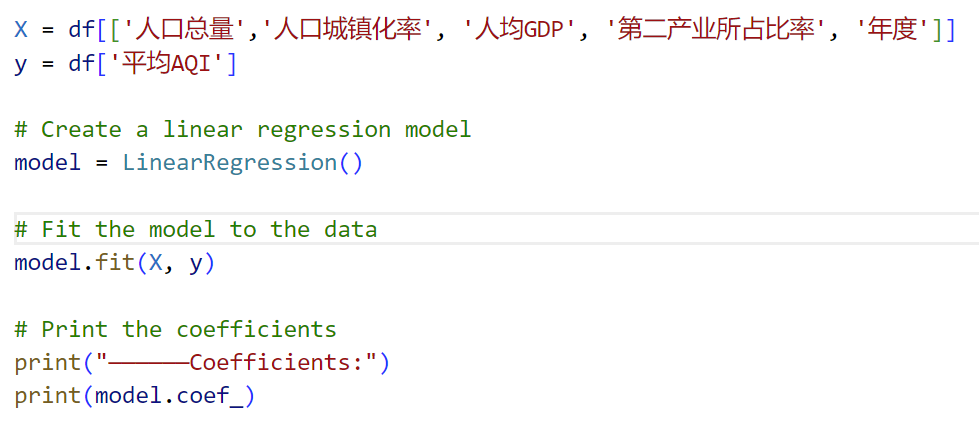 X = df[['人口总量','人口城镇化率', '人均GDP', '第二产业所占比率', '年度']]
y = df['平均AQI']
# Create a linear regression model
model = LinearRegression()
# Fit the model to the data
model.fit(X, y)
# Print the coefficients
print("——————Coefficients:")
print(model.coef_)